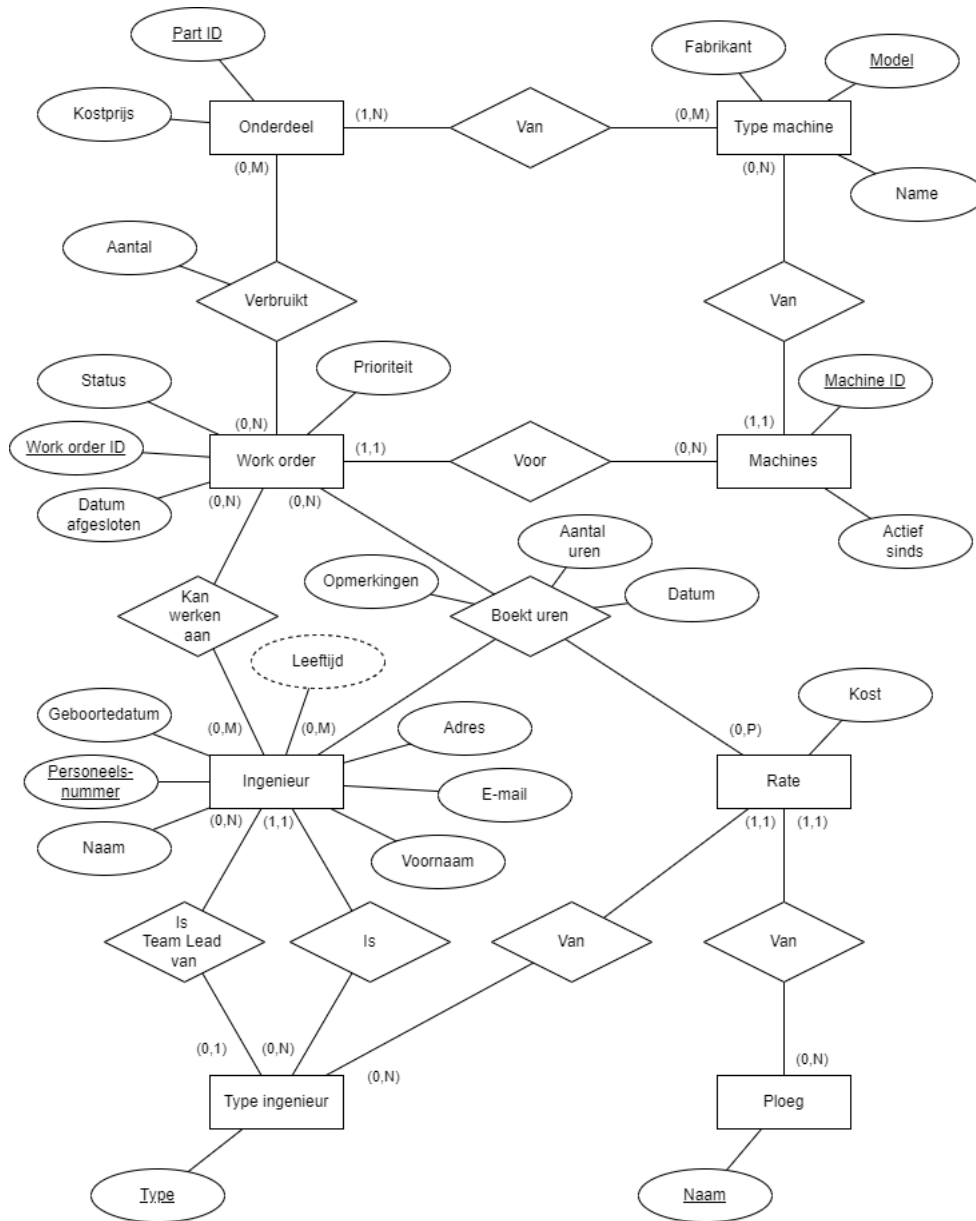 Part ID
Fabrikant
Model
Kostprijs
Onderdeel
(1,N)
Van
(0,M)
Type machine
(0,M)
(0,N)
Name
Aantal
Verbruikt
Van
Prioriteit
Status
Machine ID
(0,N)
(1,1)
Work order ID
Work order
(1,1)
Voor
(0,N)
Machines
(0,N)
(0,N)
Datum
afgesloten
Aantal
uren
Actief
sinds
Opmerkingen
Datum
Kan
werken
aan
Boekt uren
Leeftijd
Kost
Geboortedatum
(0,M)
(0,M)
Adres
(0,P)
Personeels-
nummer
Ingenieur
E-mail
Rate
(0,N)
(1,1)
(1,1)
(1,1)
Naam
Voornaam
Is
Team Lead
van
Is
Van
Van
(0,1)
(0,N)
(0,N)
(0,N)
Type ingenieur
Ploeg
Type
Naam